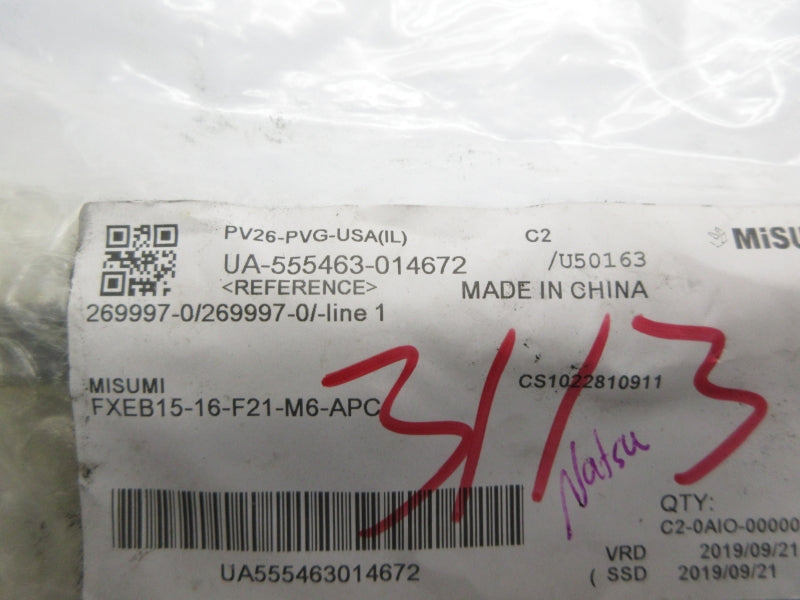 PV26-PVG-USA(IL) C2
MiSU
UA-555463-014672 /U50163
<REFERENCE> MADE IN CHINA
269997-0/269997-0/-line 1
MISUMI CS1022810911
FXEB15-16-F21-M6-APC
31/3
Natsu
QTY:
C2-0AIO-00000
UA555463014672
VRD 2019/09/21
( SSD 2019/09/21